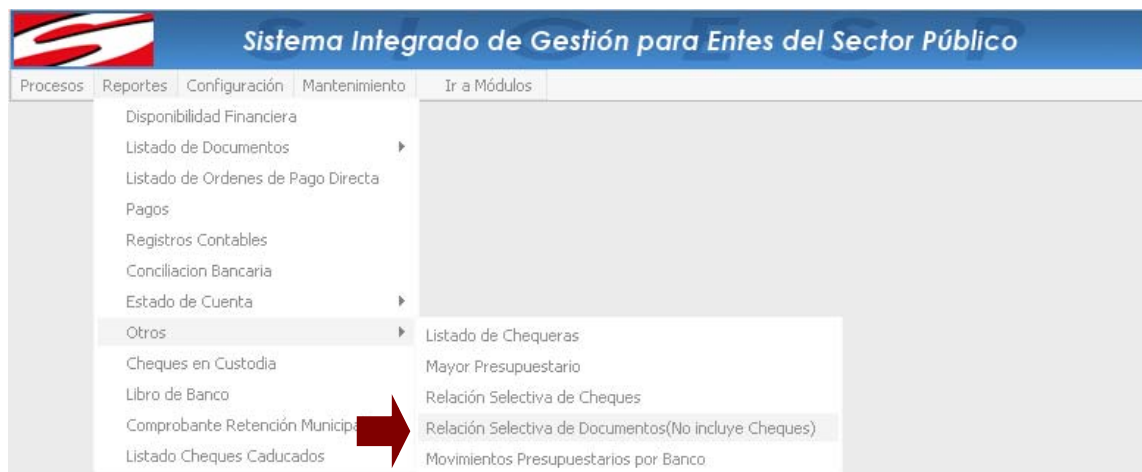 Sistema Integrado de Gestión para Entes del Sector Público
Procesos Reportes Configuración Mantenimiento Ir a Módulos
Disponibilidad Financiera
Listado de Documentos
Listado de Ordenes de Pago Directa
Pagos
Registros Contables
Conciliacion Bancaria
Estado de Cuenta
Otros
Cheques en Custodia
Libro de Banco
Comprobante Retención Municipa
Listado Cheques Caducados
Listado de Chequeras
Mayor Presupuestario
Relación Selectiva de Cheques
Relación Selectiva de Documentos(No incluye Cheques)
Movimientos Presupuestarios por Banco